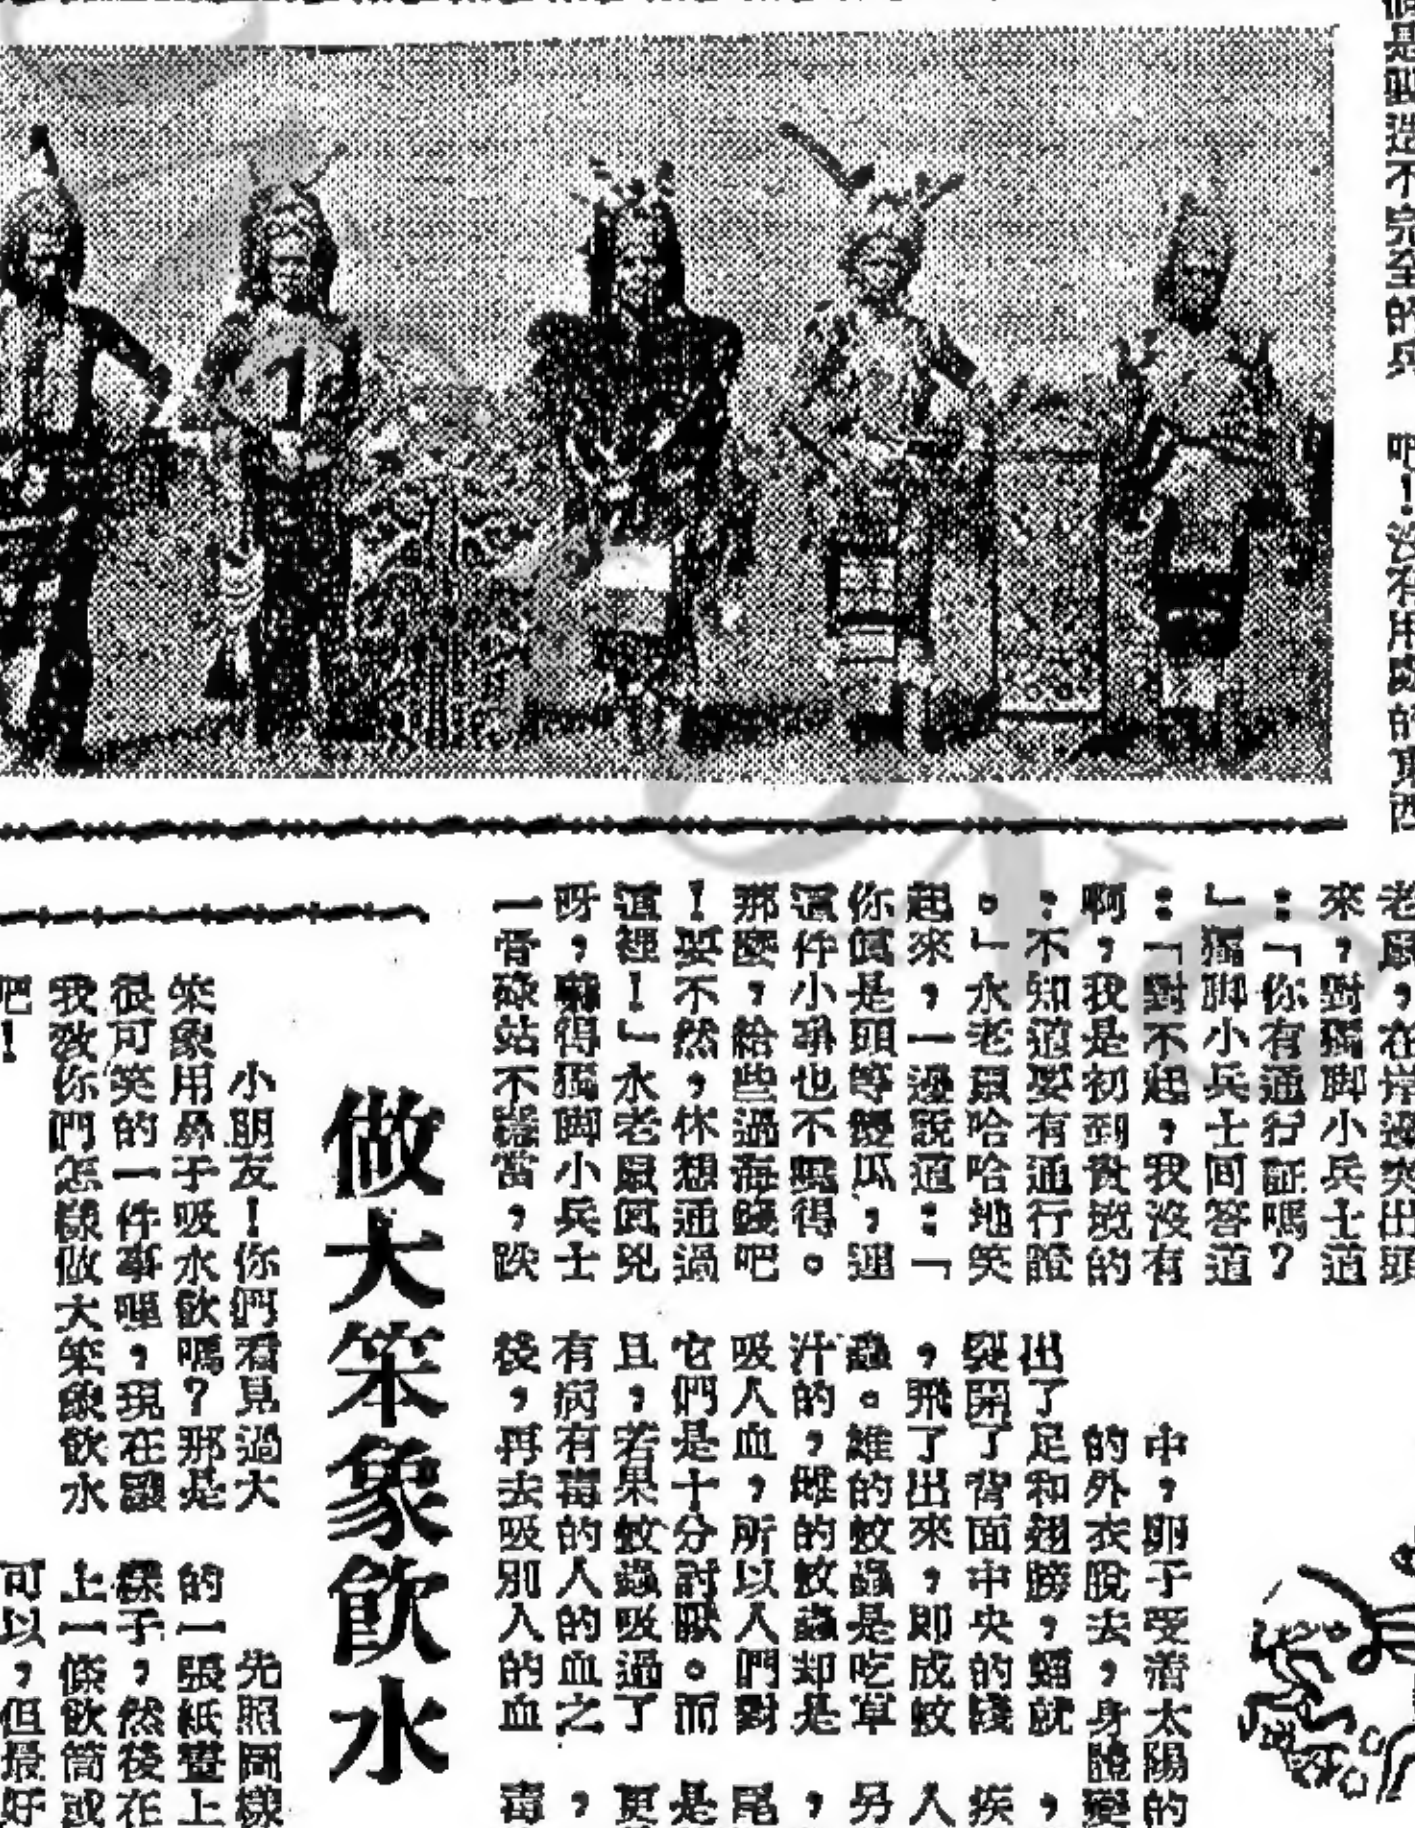 個是
造不完全的兵
吧！沒有用
的東西
老鼠，在岸邊突出頭
來，對獨脚小兵士道
：「你有通行証嗎？
」獨脚小兵士囘答道
：「對不起，我沒有
啊，我是初到貴境的
，不知道要有通行證
。」水老鼠哈哈地笑
起來，一邊說道：「
你眞是頭等傻瓜，連
這件小事也不曉得。
那麼，給些過海錢吧
！要不然，休想通過
這裡！」水老鼠眞兇
呀，嚇得獨脚小兵士
一骨碌站不穩當，跌
中，卵子受着太陽的
的外衣脫去，身體變
出了足和翅膀，蛹就
裂開了背面中央的綫
，飛了出來，卽成蚊
蟲。雄的蚊蟲是吃草
汁的，雌的蚊蟲却是
吸人血，所以人們對
它們是十分討厭。而
且，若果蚊蟲吸過了
有病有毒的人的血之
後，再去吸別人的血
，
疾
人
另
，
尾
是
更
，
毒
做大笨象飲水
小朋友！你們看見過大
笨象用鼻子吸水飲嗎？那是
很可笑的一件事哩，現在讓
我敎你們怎樣做大笨象飲水
吧！
先照圖樣
的一張紙畫上
樣子，然後在
上一條飲筒或
可以，但最好